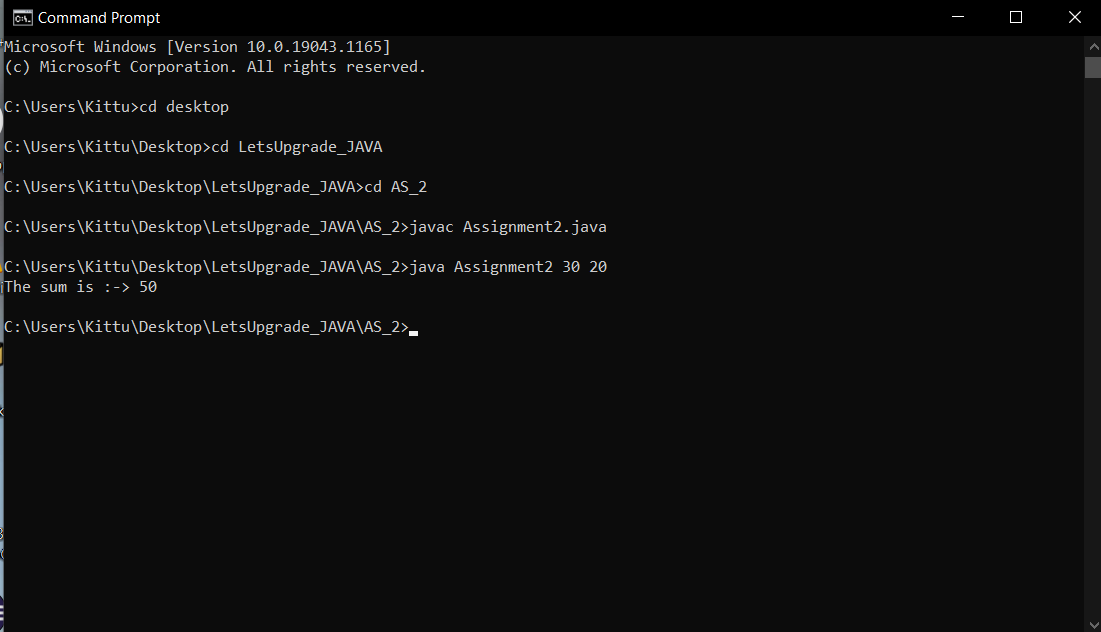 Command Prompt
Microsoft Windows [Version 10.0.19043.1165]
(c) Microsoft Corporation. All rights reserved.
C:\Users\Kittu>cd desktop
C:\Users\Kittu\Desktop>cd LetsUpgrade_JAVA
C:\Users\Kittu\Desktop\LetsUpgrade_JAVA>cd AS_2
C:\Users\Kittu\Desktop\LetsUpgrade_JAVA\AS_2>javac Assignment2.java
C:\Users\Kittu\Desktop\LetsUpgrade_JAVA\AS_2>java Assignment2 30 20
The sum is :-> 50
C:\Users\Kittu\Desktop\LetsUpgrade_JAVA\AS_2>